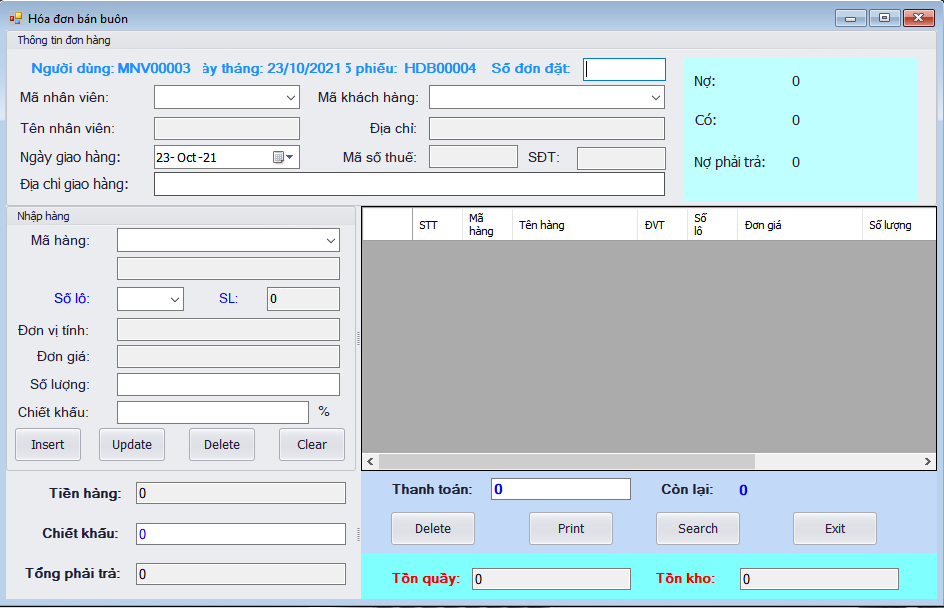 Hóa đơn bán buôn
Thông tin đơn hàng
Người dùng: MNV00003 ày tháng: 23/10/2021 5 phiếu: HDB00004 Số đơn đặt:
Mã nhân viên: Mã khách hàng:
Tên nhân viên: Địa chỉ:
Ngày giao hàng: 23-Oct-21 Mã số thuế: SĐT:
Địa chỉ giao hàng:
Nợ: 0
Có: 0
Nợ phải trả: 0
Nhập hàng
Mã hàng:
Số lô: SL: 0
Đơn vị tính:
Đơn giá:
Số lượng:
Chiết khấu: %
Insert Update Delete Clear
STT Mã hàng Tên hàng ĐVT Số lô Đơn giá Số lượng
Tiền hàng: 0
Chiết khấu: 0
Tổng phải trả: 0
Thanh toán: 0 Còn lại: 0
Delete Print Search Exit
Tồn quầy: 0 Tồn kho: 0